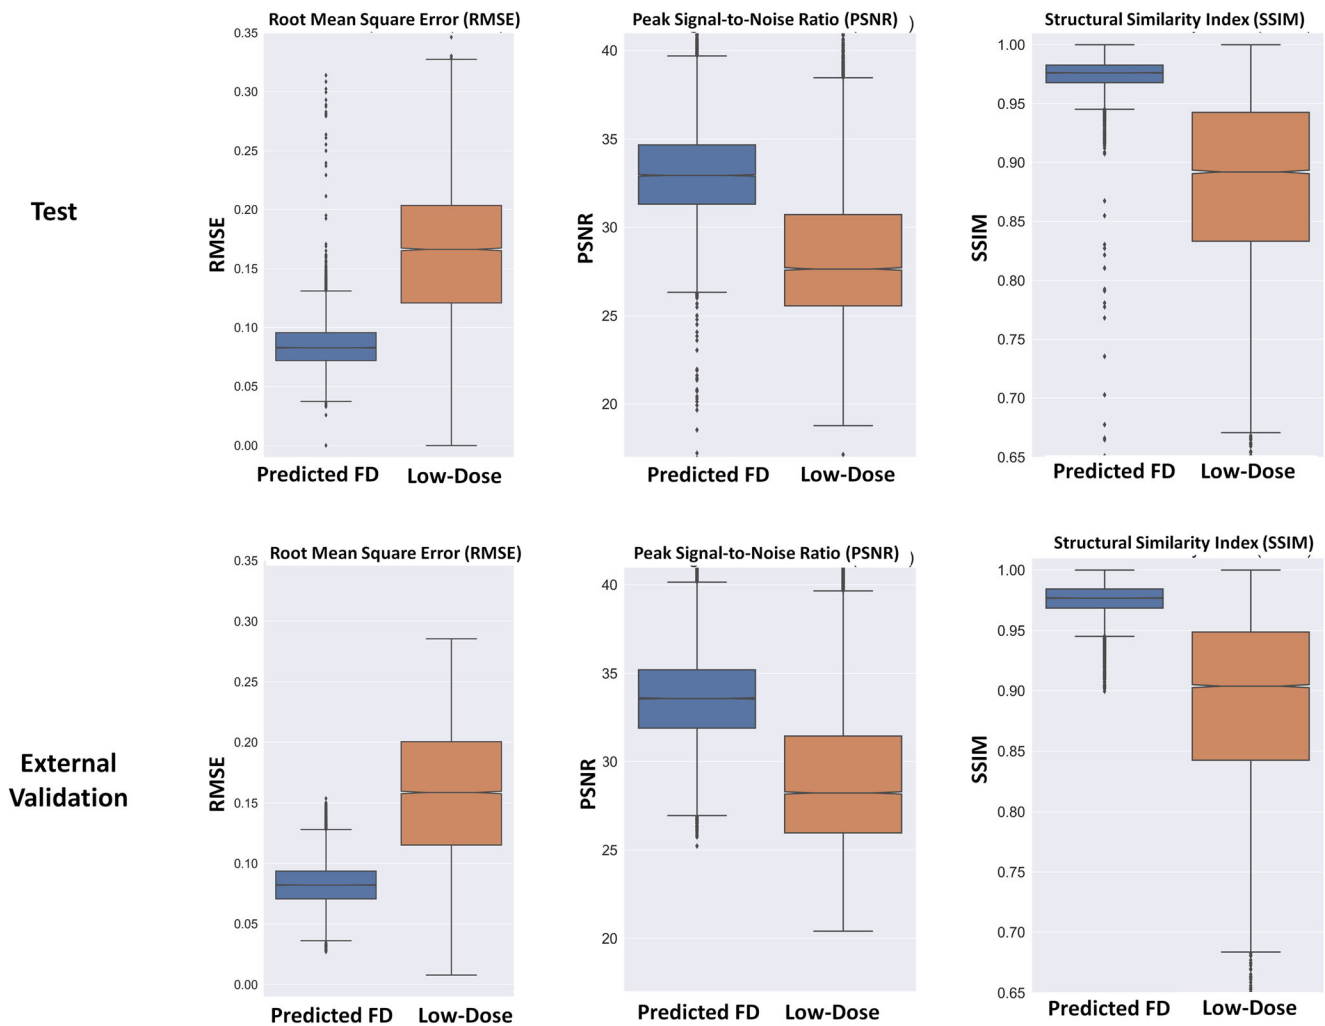 Root Mean Square Error (RMSE)
Peak Signal-to-Noise Ratio (PSNR) )
Structural Similarity Index (SSIM)
Test
RMSE
0.35
0.30
0.25
0.20
0.15
0.10
0.05
0.00
Predicted FD Low-Dose
PSNR
40
35
30
25
20
Predicted FD Low-Dose
SSIM
1.00
0.95
0.90
0.85
0.80
0.75
0.70
0.65
Predicted FD Low-Dose
Root Mean Square Error (RMSE)
Peak Signal-to-Noise Ratio (PSNR) )
Structural Similarity Index (SSIM)
External
Validation
RMSE
0.35
0.30
0.25
0.20
0.15
0.10
0.05
0.00
Predicted FD Low-Dose
PSNR
40
35
30
25
20
Predicted FD Low-Dose
SSIM
1.00
0.95
0.90
0.85
0.80
0.75
0.70
0.65
Predicted FD Low-Dose